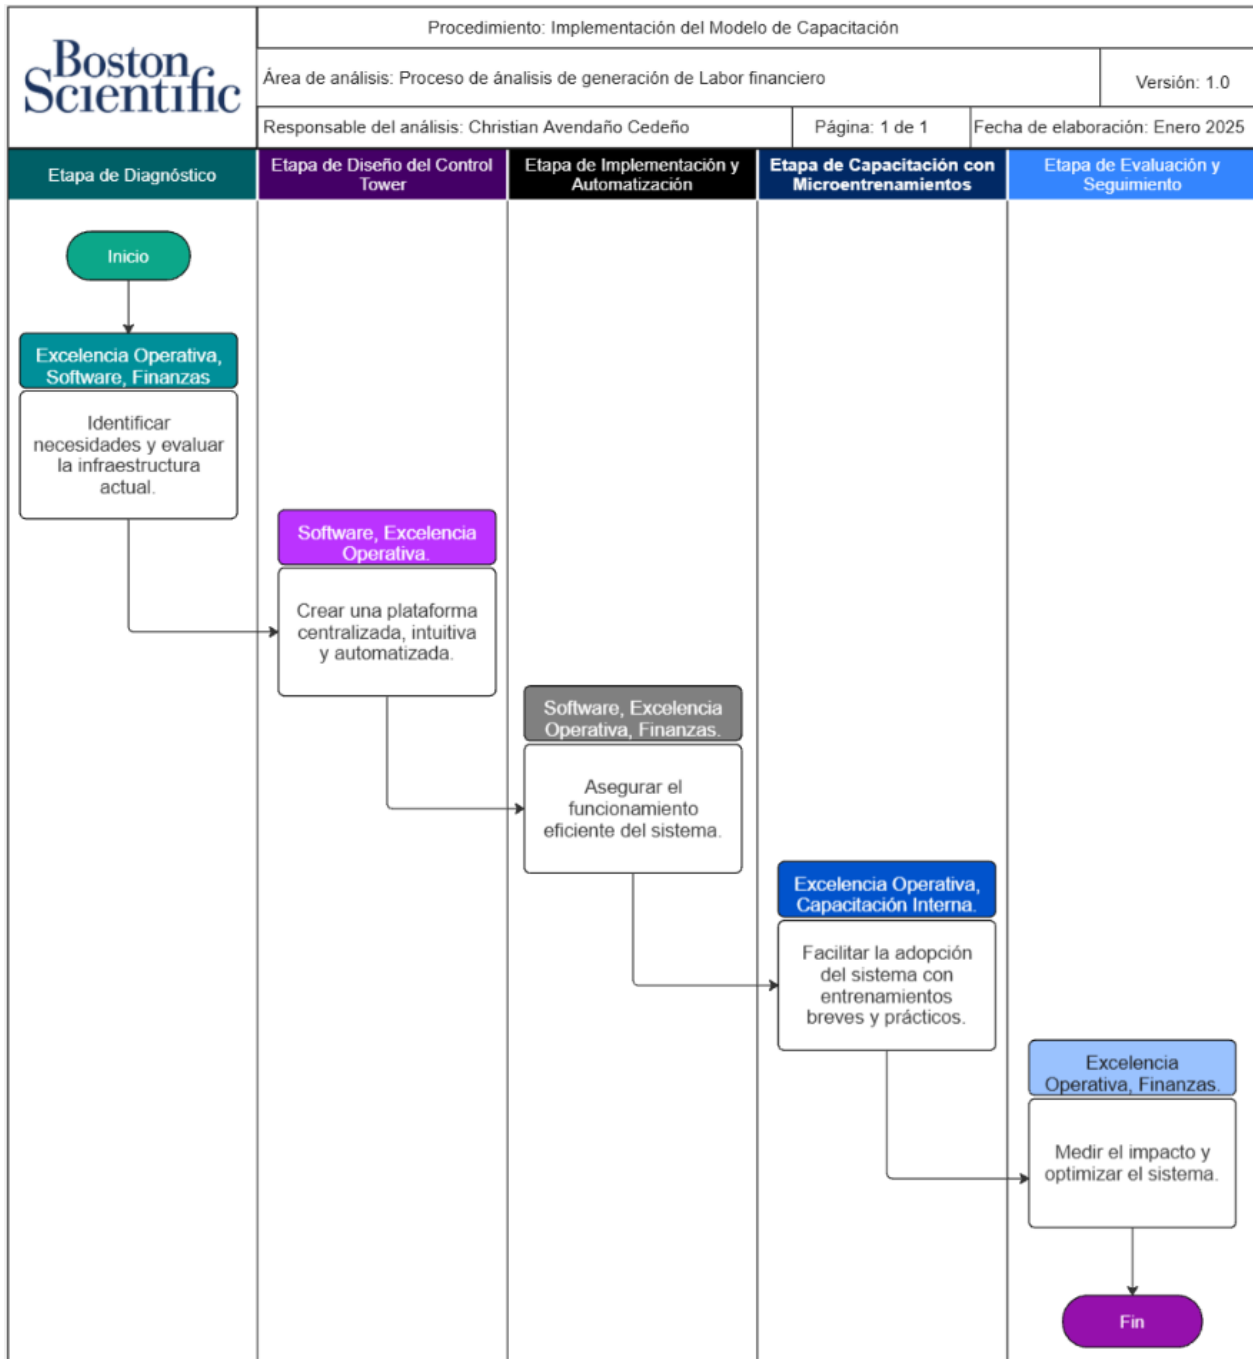 Boston
Scientific
Procedimiento: Implementación del Modelo de Capacitación
Área de análisis: Proceso de ánalisis de generación de Labor financiero
Versión: 1.0
Responsable del análisis: Christian Avendaño Cedeño
Página: 1 de 1
Fecha de elaboración: Enero 2025
Etapa de Diagnóstico
Etapa de Diseño del Control
Tower
Etapa de Implementación y
Automatización
Etapa de Capacitación con
Microentrenamientos
Etapa de Evaluación y
Seguimiento
Inicio
Excelencia Operativa,
Software, Finanzas
Identificar
necesidades y evaluar
la infraestructura
actual.
Software, Excelencia
Operativa.
Crear una plataforma
centralizada, intuitiva
y automatizada.
Software, Excelencia
Operativa, Finanzas.
Asegurar el
funcionamiento
eficiente del sistema.
Excelencia Operativa,
Capacitación Interna.
Facilitar la adopción
del sistema con
entrenamientos
breves y prácticos.
Excelencia
Operativa, Finanzas.
Medir el impacto y
optimizar el sistema.
Fin